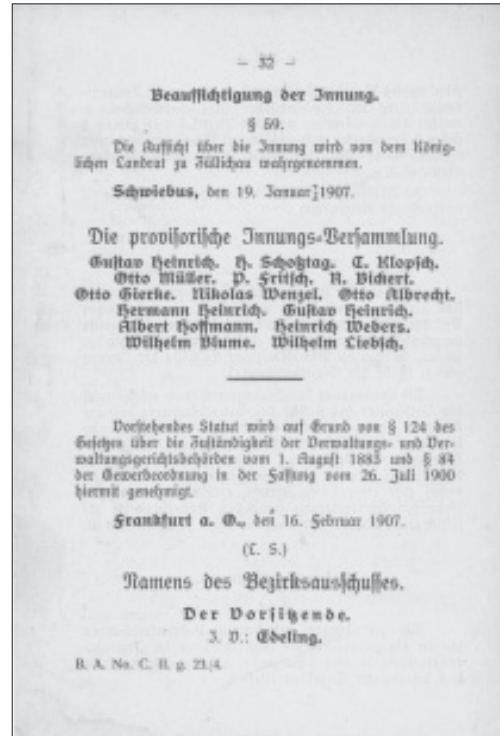 — 32 —
Beaufsichtigung der Innung.
§ 59.
Die Aufsicht über die Innung wird von dem König-
lichen Landrat zu Züllichau wahrgenommen.
Schwiebus, den 19. Januar 1907.
Die provisorische Innungs-Versammlung.
Gustav Heinrich. H. Schoßtag. C. Klopsch.
Otto Müller. P. Fritsch. R. Bickert.
Otto Gierke. Nikolas Wenzel. Otto Albrecht.
Hermann Heinrich. Gustav Heinrich.
Albert Hoffmann. Heinrich Webers.
Wilhelm Blume. Wilhelm Liebsch.
Vorstehendes Statut wird auf Grund von § 124 des
Gesetzes über die Zuständigkeit der Verwaltungs- und Ver-
waltungsgerichtsbehörden vom 1. August 1883 und § 84
der Gewerbeordnung in der Fassung vom 26. Juli 1900
hiermit genehmigt.
Frankfurt a. O., den 16. Februar 1907.
(L. S.)
Namens des Bezirksausschusses.
Der Vorsitzende.
J. V.: Ebeling.
B. A. No. C. II. g. 21/4.